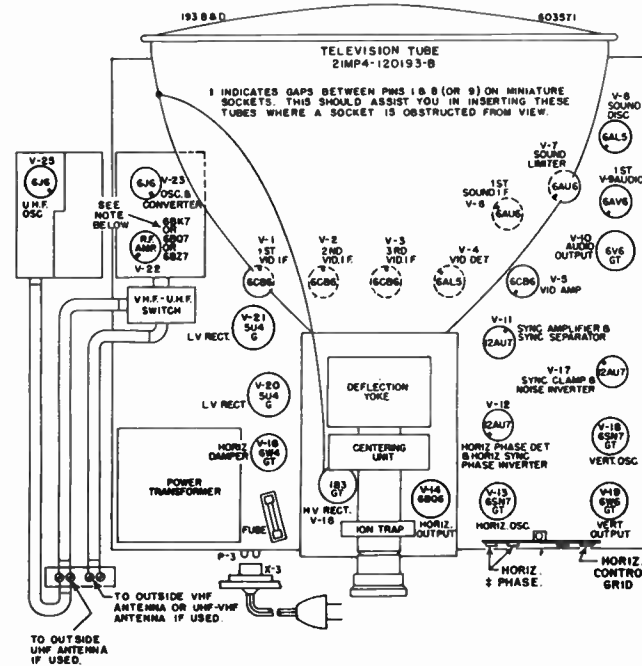 193 B & D
603571
TELEVISION TUBE
21MP4-120193-B
‡ INDICATES GAPS BETWEEN PINS 1 & 8 (OR 9) ON MINIATURE
SOCKETS. THIS SHOULD ASSIST YOU IN INSERTING THESE
TUBES WHERE A SOCKET IS OBSTRUCTED FROM VIEW.
V-8
SOUND
DISC
6AL5
V-7
SOUND
LIMITER
6AU6
1ST
V-9 AUDIO
6AV6
1ST
SOUND IF
V-6
6AU6
V-10
AUDIO
OUTPUT
6V6
GT
V-25
6J6
U.H.F.
OSC
6J6
V-23
OSC. &
CONVERTER
SEE
NOTE
BELOW
6BK7
OR
6BQ7
OR
6BZ7
R.F.
AMP.
V-22
V.H.F.-U.H.F.
SWITCH
V-1
1ST
VID. I F
6CB6
V-2
2ND
VID. I F.
6CB6
V-3
3RD
VID. I F.
6CB6
V-4
VID DET
6AL5
6CB6
V-5
VID AMP
V-21
5U4
G
L V RECT.
V-11
SYNC AMPLIFIER &
SYNC SEPARATOR
12AU7
V-17
SYNC CLAMP &
NOISE INVERTER
12AU7
V-20
5U4
G
L V RECT
DEFLECTION
YOKE
V-12
12AU7
HORIZ PHASE DET
& HORIZ SYNC
PHASE INVERTER
V-18
6SN7
GT
VERT. OSC
HORIZ
DAMPER
V-16
6W4
GT
CENTERING
UNIT
POWER
TRANSFORMER
FUSE
1B3
GT
H V RECT.
V-16
V-14
6BQ6
HORIZ.
OUTPUT
V-13
6SN7
GT
HORIZ. OSC.
V-19
6W6
GT
VERT
OUTPUT
ION TRAP
P-3
X-3
HORIZ.
‡ PHASE.
HORIZ.
CONTROL
GRID
TO OUTSIDE VHF
ANTENNA OR UHF-VHF
ANTENNA IF USED.
TO OUTSIDE
UHF ANTENNA
IF USED.